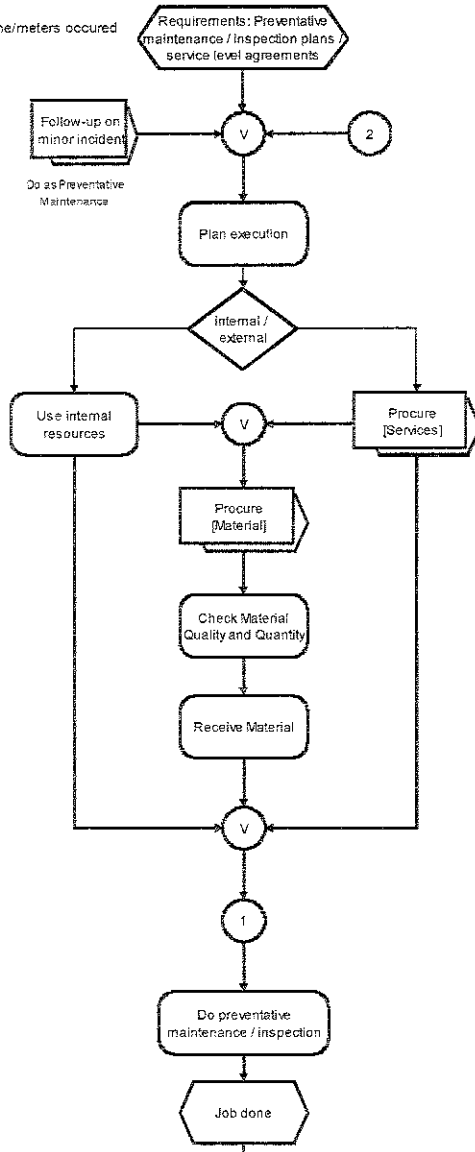 ne/meters occured
Requirements: Preventative
maintenance / Inspection plans /
service level agreements
Follow-up on
minor incident
V
2
Do as Preventative
Maintenance
Plan execution
Internal /
external
Use internal
resources
V
Procure
[Services]
Procure
[Material]
Check Material
Quality and Quantity
Receive Material
V
1
Do preventative
maintenance / inspection
Job done